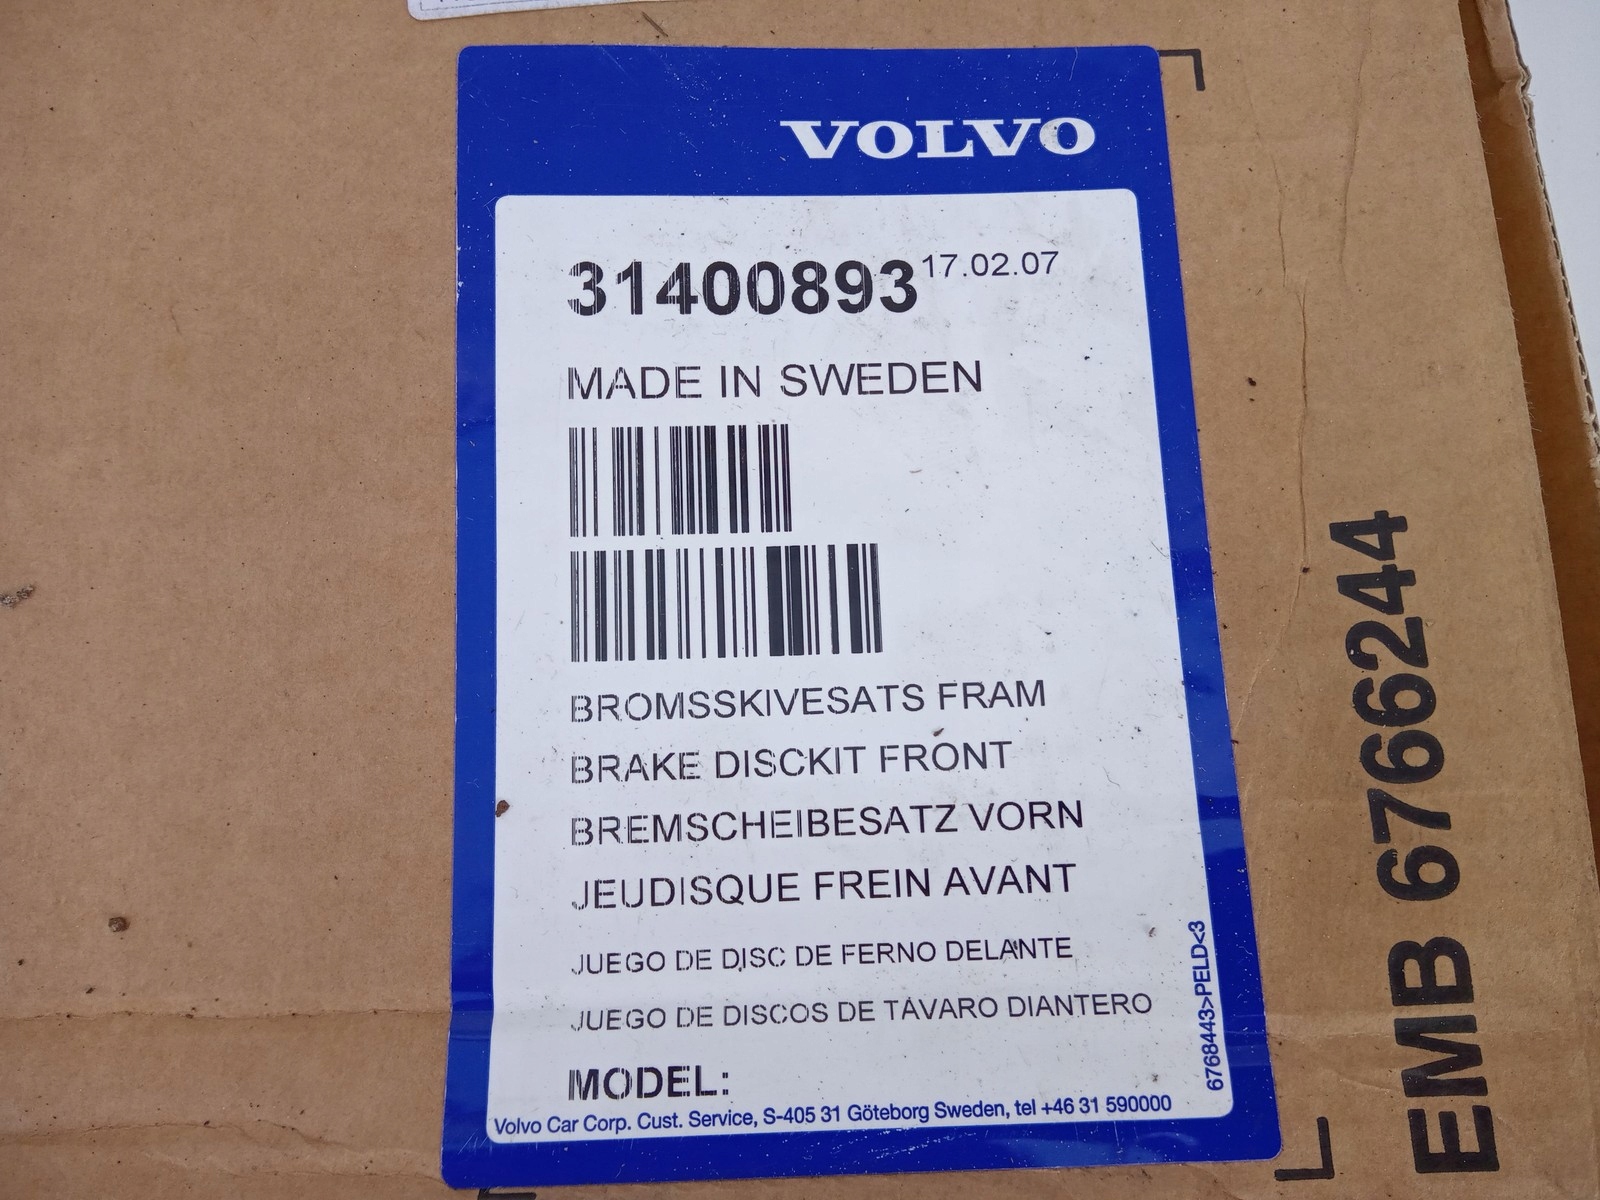 VOLVO
31400893 17.02.07
MADE IN SWEDEN
BROMSSKIVESATS FRAM
BRAKE DISCKIT FRONT
BREMSCHEIBESATZ VORN
JEUDISQUE FREIN AVANT
JUEGO DE DISC DE FERNO DELANTE
JUEGO DE DISCOS DE TAVARO DIANTERO
MODEL:
Volvo Car Corp. Cust. Service, S-405 31 Göteborg Sweden, tel +46 31 590000
6768443>PELD<3
EMB 6766244